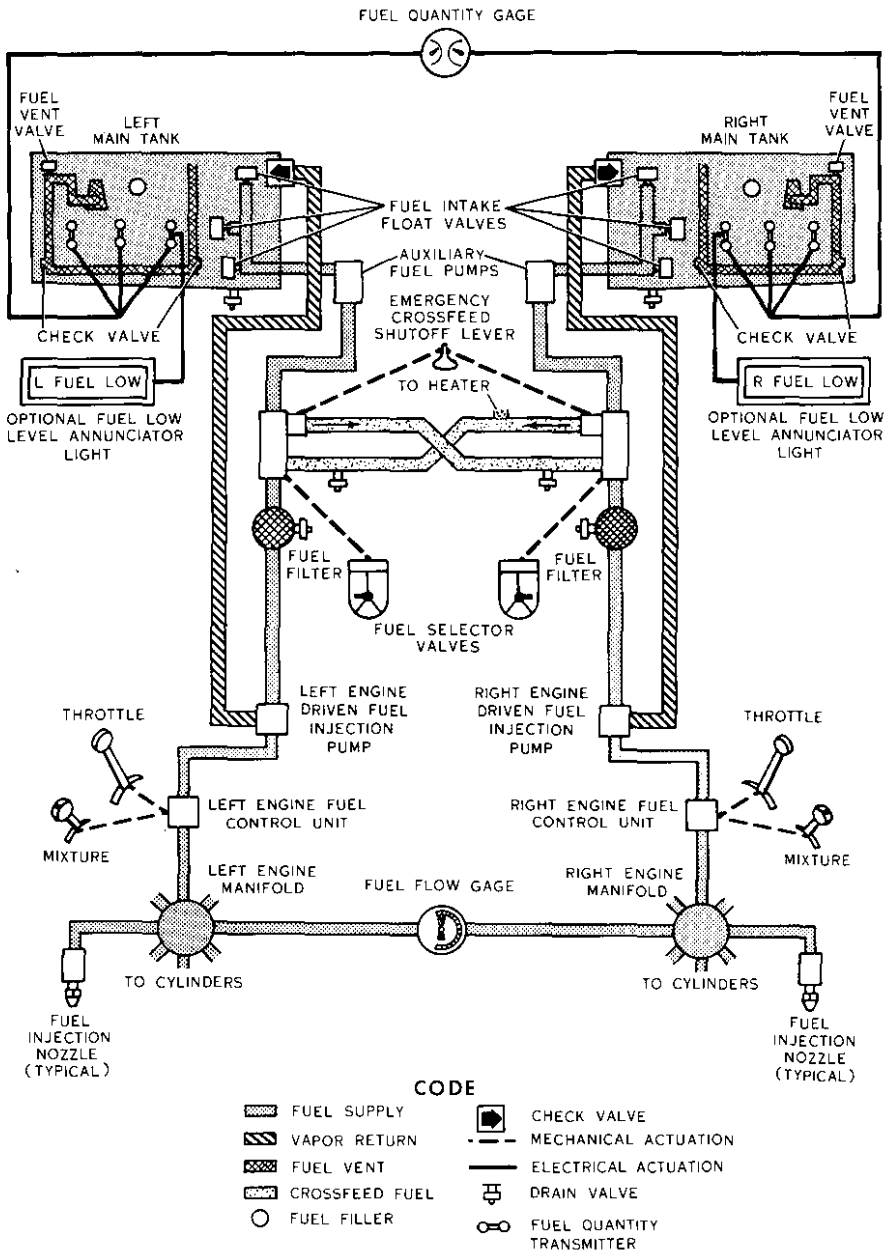 FUEL QUANTITY GAGE
FUEL
VENT
VALVE
LEFT
MAIN TANK
RIGHT
MAIN TANK
FUEL
VENT
VALVE
FUEL INTAKE
FLOAT VALVES
AUXILIARY
FUEL PUMPS
EMERGENCY
CROSSFEED
SHUTOFF LEVER
CHECK VALVE
CHECK VALVE
TO HEATER
L FUEL LOW
R FUEL LOW
OPTIONAL FUEL LOW
LEVEL ANNUNCIATOR
LIGHT
OPTIONAL FUEL LOW
LEVEL ANNUNCIATOR
LIGHT
FUEL
FILTER
FUEL
FILTER
FUEL SELECTOR
VALVES
LEFT ENGINE
DRIVEN FUEL
INJECTION
PUMP
RIGHT ENGINE
DRIVEN FUEL
INJECTION
PUMP
THROTTLE
THROTTLE
LEFT ENGINE FUEL
CONTROL UNIT
RIGHT ENGINE FUEL
CONTROL UNIT
MIXTURE
MIXTURE
LEFT ENGINE
MANIFOLD
FUEL FLOW GAGE
RIGHT ENGINE
MANIFOLD
TO CYLINDERS
TO CYLINDERS
FUEL
INJECTION
NOZZLE
(TYPICAL)
FUEL
INJECTION
NOZZLE
(TYPICAL)
CODE
FUEL SUPPLY
VAPOR RETURN
FUEL VENT
CROSSFEED FUEL
FUEL FILLER
CHECK VALVE
MECHANICAL ACTUATION
ELECTRICAL ACTUATION
DRAIN VALVE
FUEL QUANTITY
TRANSMITTER